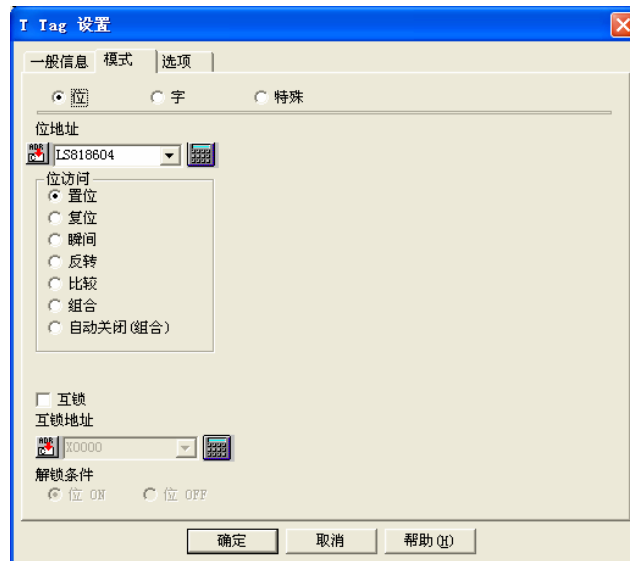 T Tag 设置
一般信息 模式 选项
位 字 特殊
位地址
LS818604
位访问
置位
复位
瞬间
反转
比较
组合
自动关闭(组合)
互锁
互锁地址
X0000
解锁条件
位 ON 位 OFF
确定 取消 帮助(H)